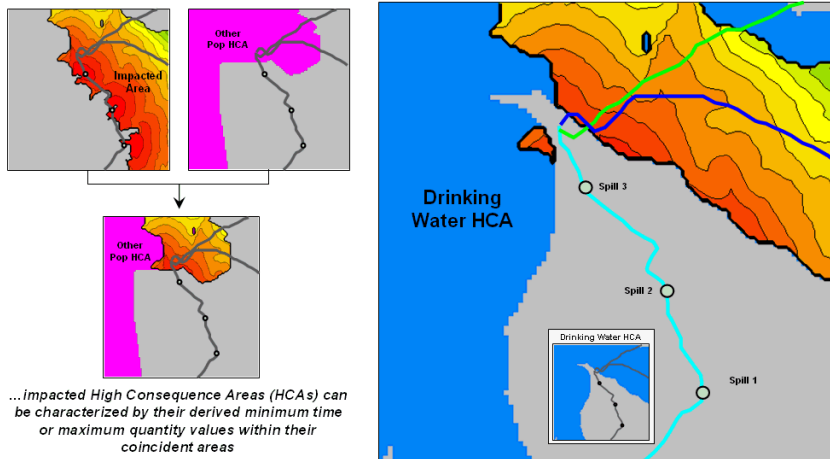 Impacted
Area
Other
Pop HCA
Other
Pop HCA
...impacted High Consequence Areas (HCAs) can
be characterized by their derived minimum time
or maximum quantity values within their
coincident areas
Drinking
Water HCA
Spill 3
Spill 2
Spill 1
Drinking Water HCA